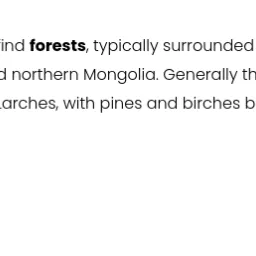 find forests, typically surrounded
d northern Mongolia. Generally th
Larches, with pines and birches b